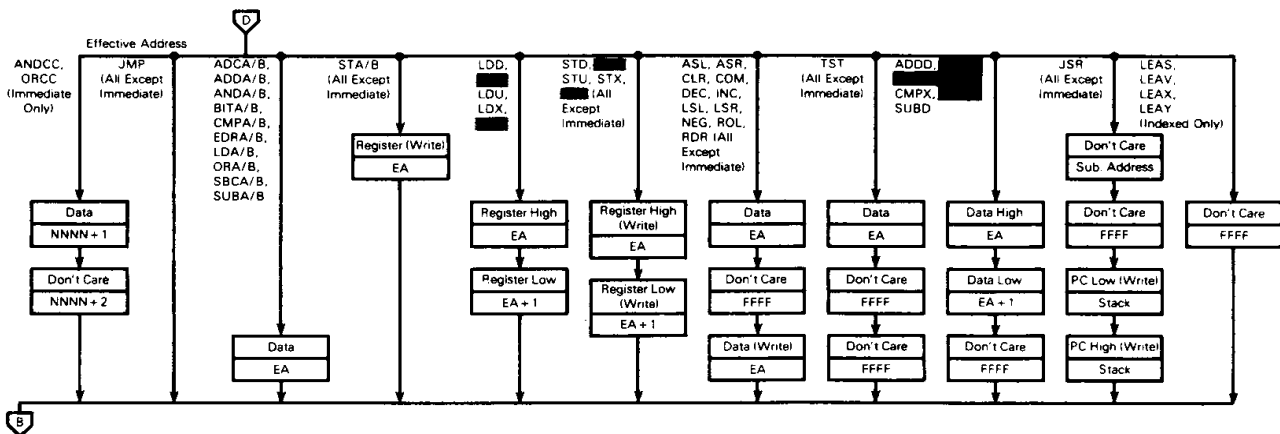 D
Effective Address
ANDCC,
ORCC
(Immediate
Only)
JMP
(All Except
Immediate)
ADCA/B,
ADDA/B,
ANDA/B,
BITA/B,
CMPA/B,
EDRA/B,
LDA/B,
ORA/B,
SBCA/B,
SUBA/B
STA/B
(All Except
Immediate)
LDD,
LDU,
LDX,
STD,
STU, STX,
(All
Except
Immediate)
ASL, ASR,
CLR, COM,
DEC, INC,
LSL, LSR,
NEG, ROL,
RDR (All
Except
Immediate)
TST
(All Except
Immediate)
ADDD,
CMPX,
SUBD
JSR
(All Except
Immediate)
LEAS,
LEAV,
LEAX,
LEAY
(Indexed Only)
Data
NNNN + 1
Don't Care
NNNN + 2
Data
EA
Register (Write)
EA
Register High
EA
Register Low
EA + 1
Register High
(Write)
EA
Register Low
(Write)
EA + 1
Data
EA
Don't Care
FFFF
Data (Write)
EA
Data
EA
Don't Care
FFFF
Don't Care
FFFF
Data High
EA
Data Low
EA + 1
Don't Care
FFFF
Don't Care
Sub. Address
Don't Care
FFFF
PC Low (Write)
Stack
PC High (Write)
Stack
Don't Care
FFFF
B